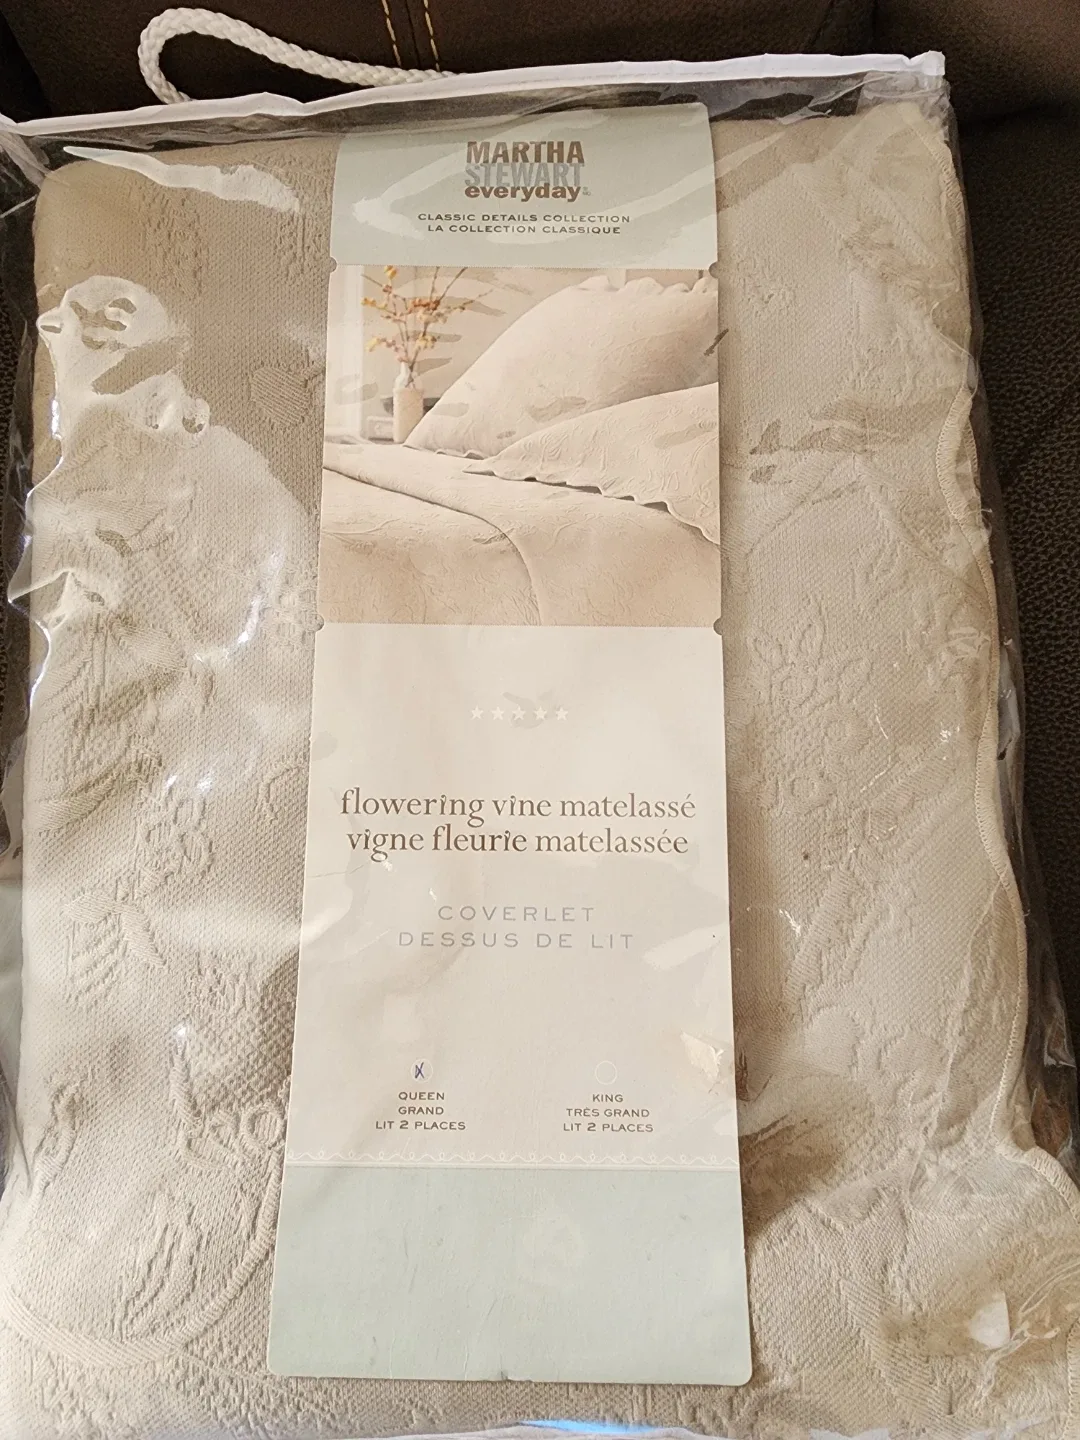 MARTHA
STEWART
everyday
CLASSIC DETAILS COLLECTION
LA COLLECTION CLASSIQUE
flowering vine matelassé
vigne fleurie matelassée
COVERLET
DESSUS DE LIT
X
QUEEN
GRAND
LIT 2 PLACES
KING
TRÈS GRAND
LIT 2 PLACES